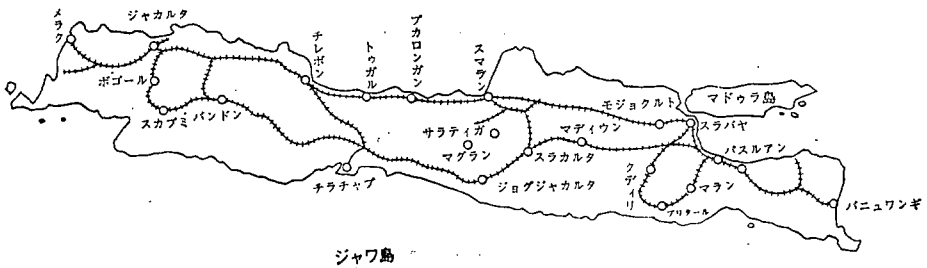 メラク
ジャカルタ
チレボン
トゥガル
プカロンガン
スマラン
モジョクルト
マドゥラ島
ボゴール
スカブミ
バンドン
サラティガ
マグラン
マディウン
スラカルタ
スラバヤ
パスルアン
クディリ
マラン
ブリタール
チラチャプ
ジョグジャカルタ
バニュワンギ
ジャワ島